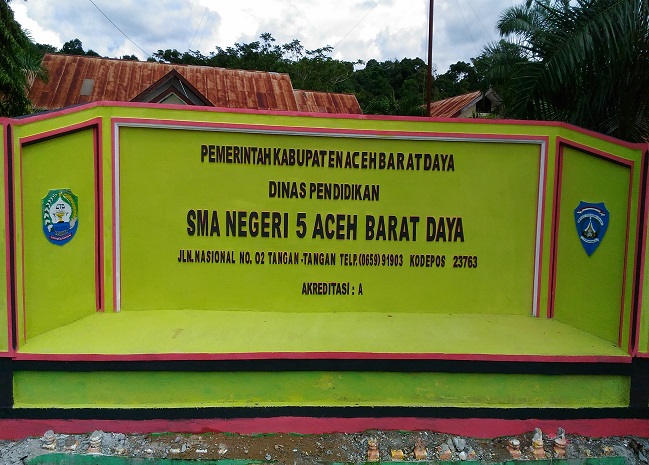 PEMERINTAH KABUPATEN ACEH BARAT DAYA
DINAS PENDIDIKAN
SMA NEGERI 5 ACEH BARAT DAYA
JLN. NASIONAL NO. 02 TANGAN -TANGAN TELP. (0659) 91903 KODEPOS 23763
AKREDITASI : A